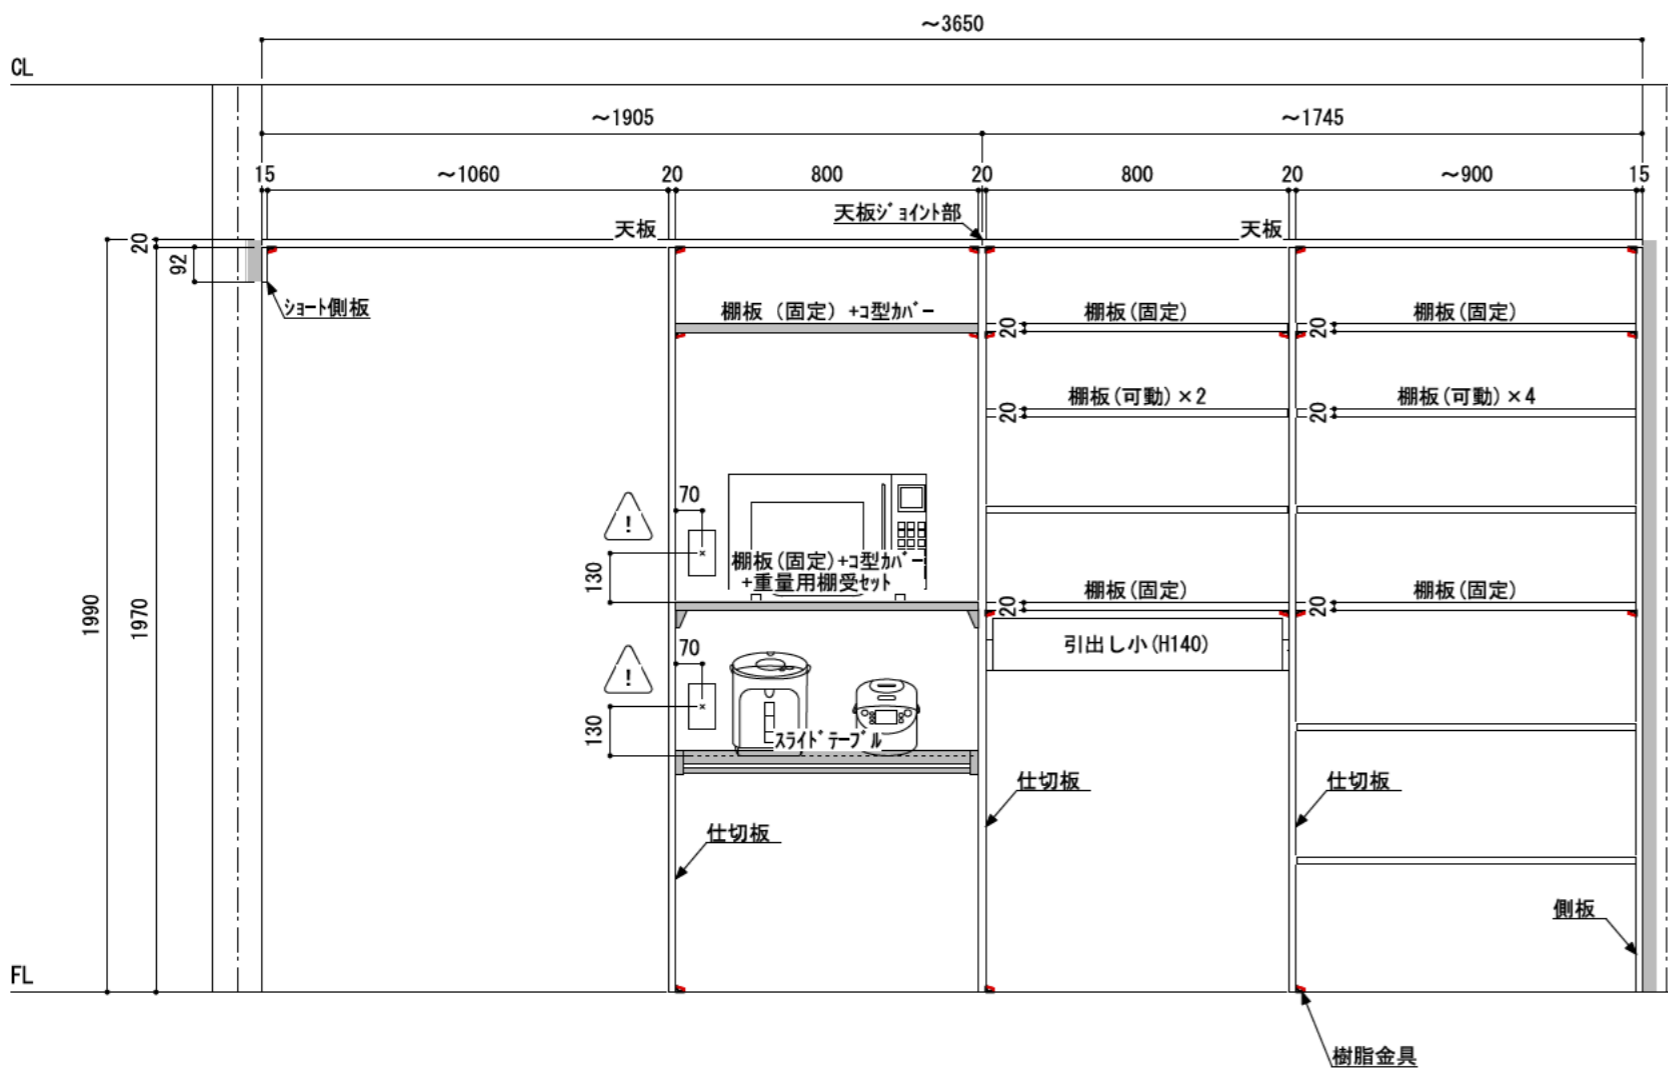 ～3650
CL
～1905
～1745
15
～1060
20
800
20
800
20
～900
15
天板ｼﾞｮｲﾝﾄ部
天板
天板
20
92
ｼｮｰﾄ側板
棚板（固定）+ｺ型ｶﾊﾞｰ
棚板(固定)
棚板(固定)
20
20
棚板(可動)×2
棚板(可動)×4
20
20
70
!
130
棚板(固定)+ｺ型ｶﾊﾞｰ
+重量用棚受ｾｯﾄ
棚板(固定)
棚板(固定)
20
20
1990
1970
引出し小(H140)
70
!
130
ｽﾗｲﾄﾞﾃｰﾌﾞﾙ
仕切板
仕切板
仕切板
側板
FL
樹脂金具